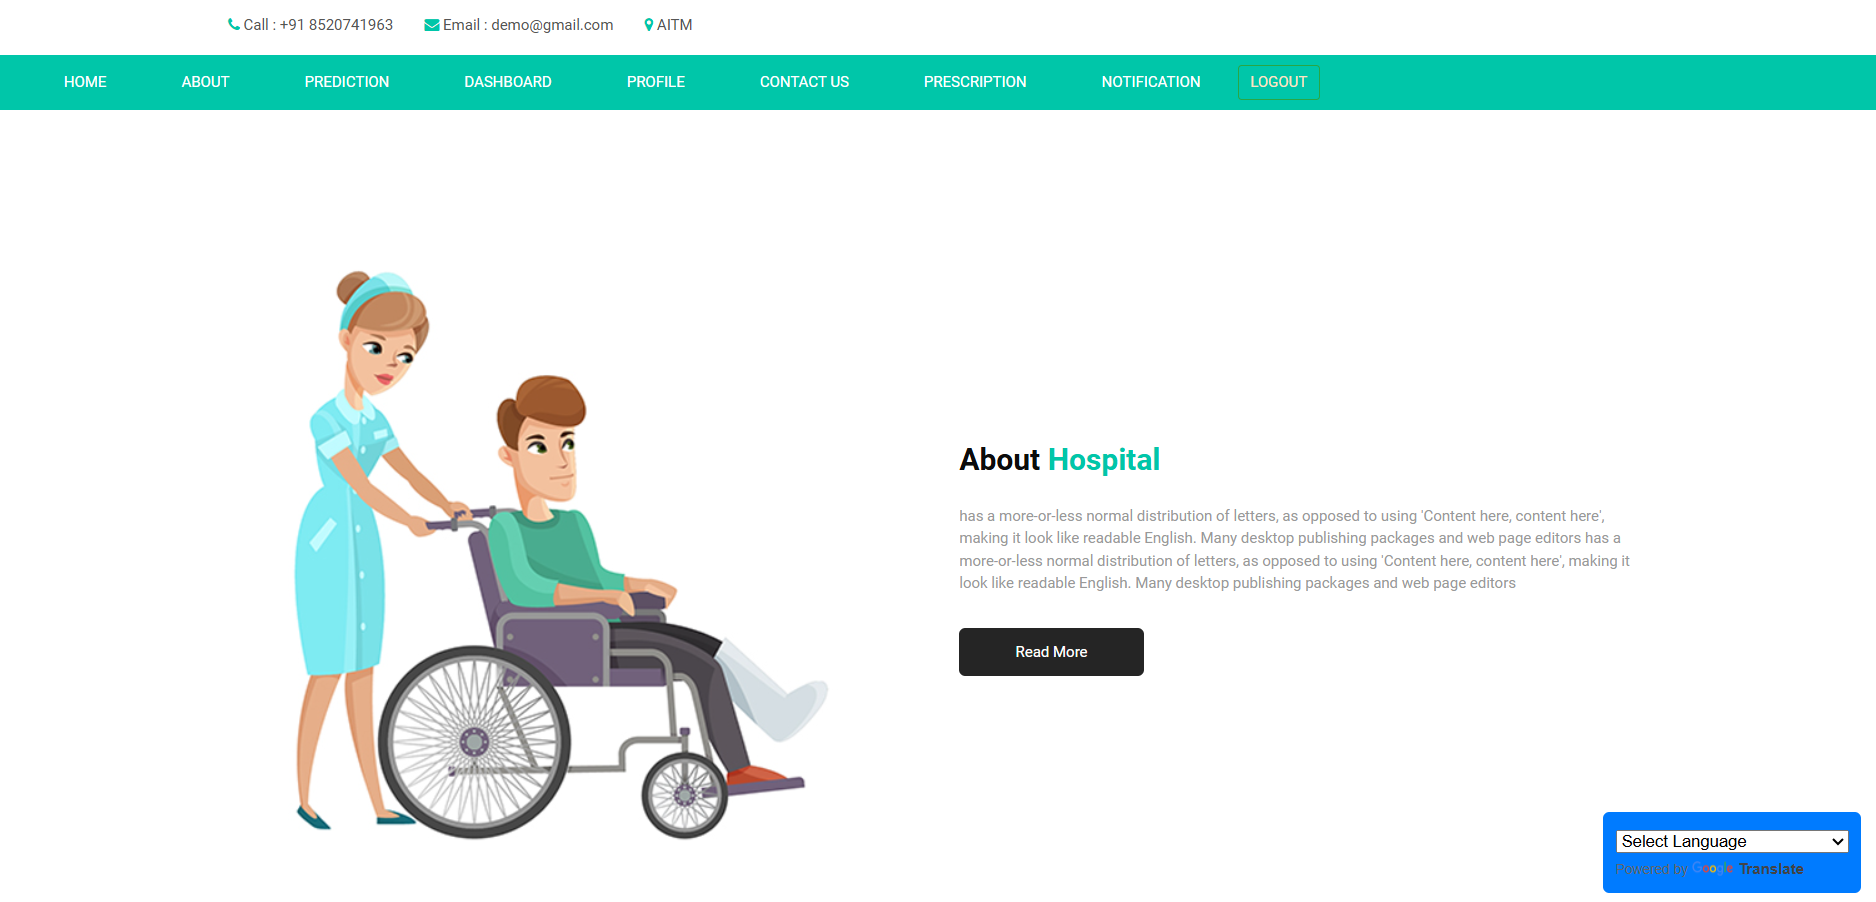 Call : +91 8520741963 Email : demo@gmail.com AITM
HOME ABOUT PREDICTION DASHBOARD PROFILE CONTACT US PRESCRIPTION NOTIFICATION LOGOUT
About Hospital
has a more-or-less normal distribution of letters, as opposed to using 'Content here, content here',
making it look like readable English. Many desktop publishing packages and web page editors has a
more-or-less normal distribution of letters, as opposed to using 'Content here, content here', making it
look like readable English. Many desktop publishing packages and web page editors
Read More
Select Language
Powered by Google Translate